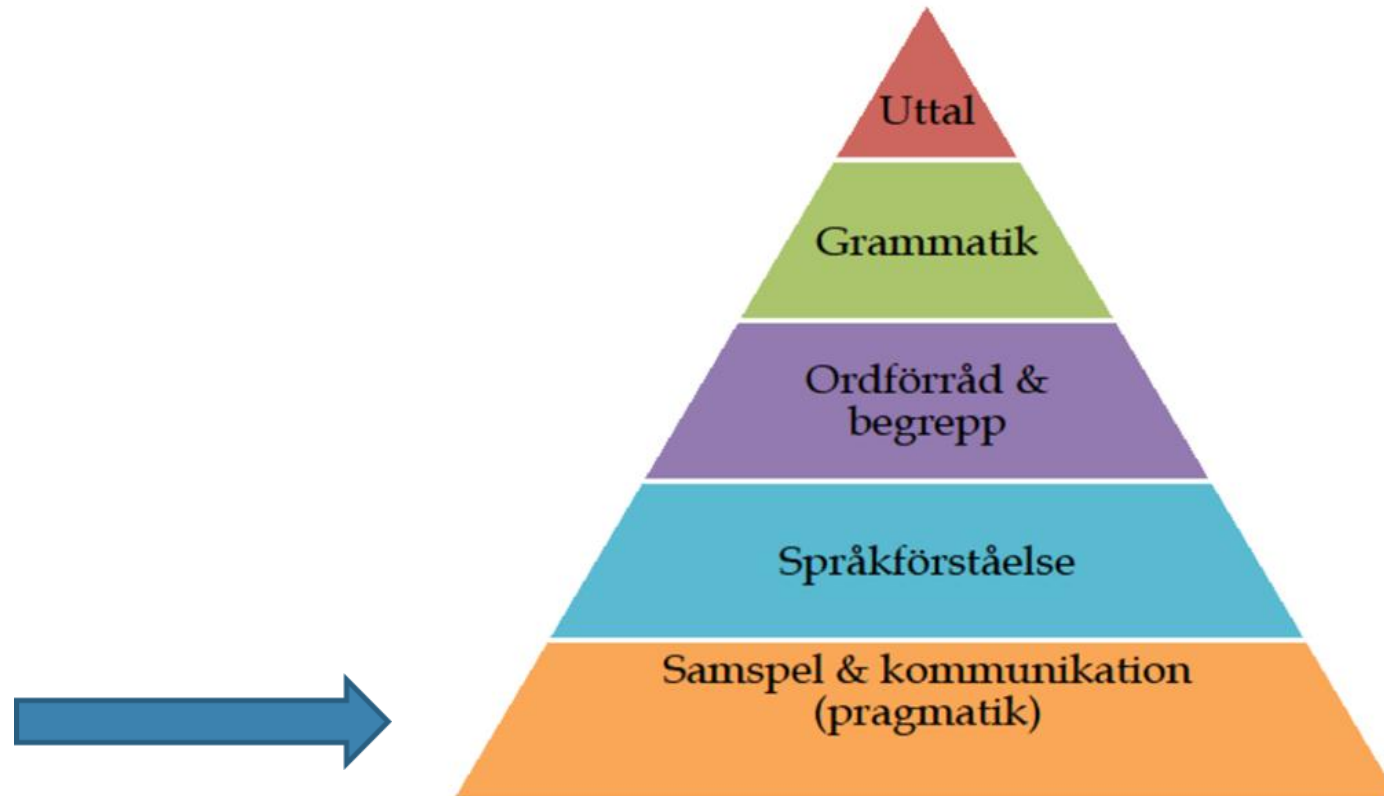 Uttal
Grammatik
Ordförråd &
begrepp
Språkförståelse
Samspel & kommunikation
(pragmatik)